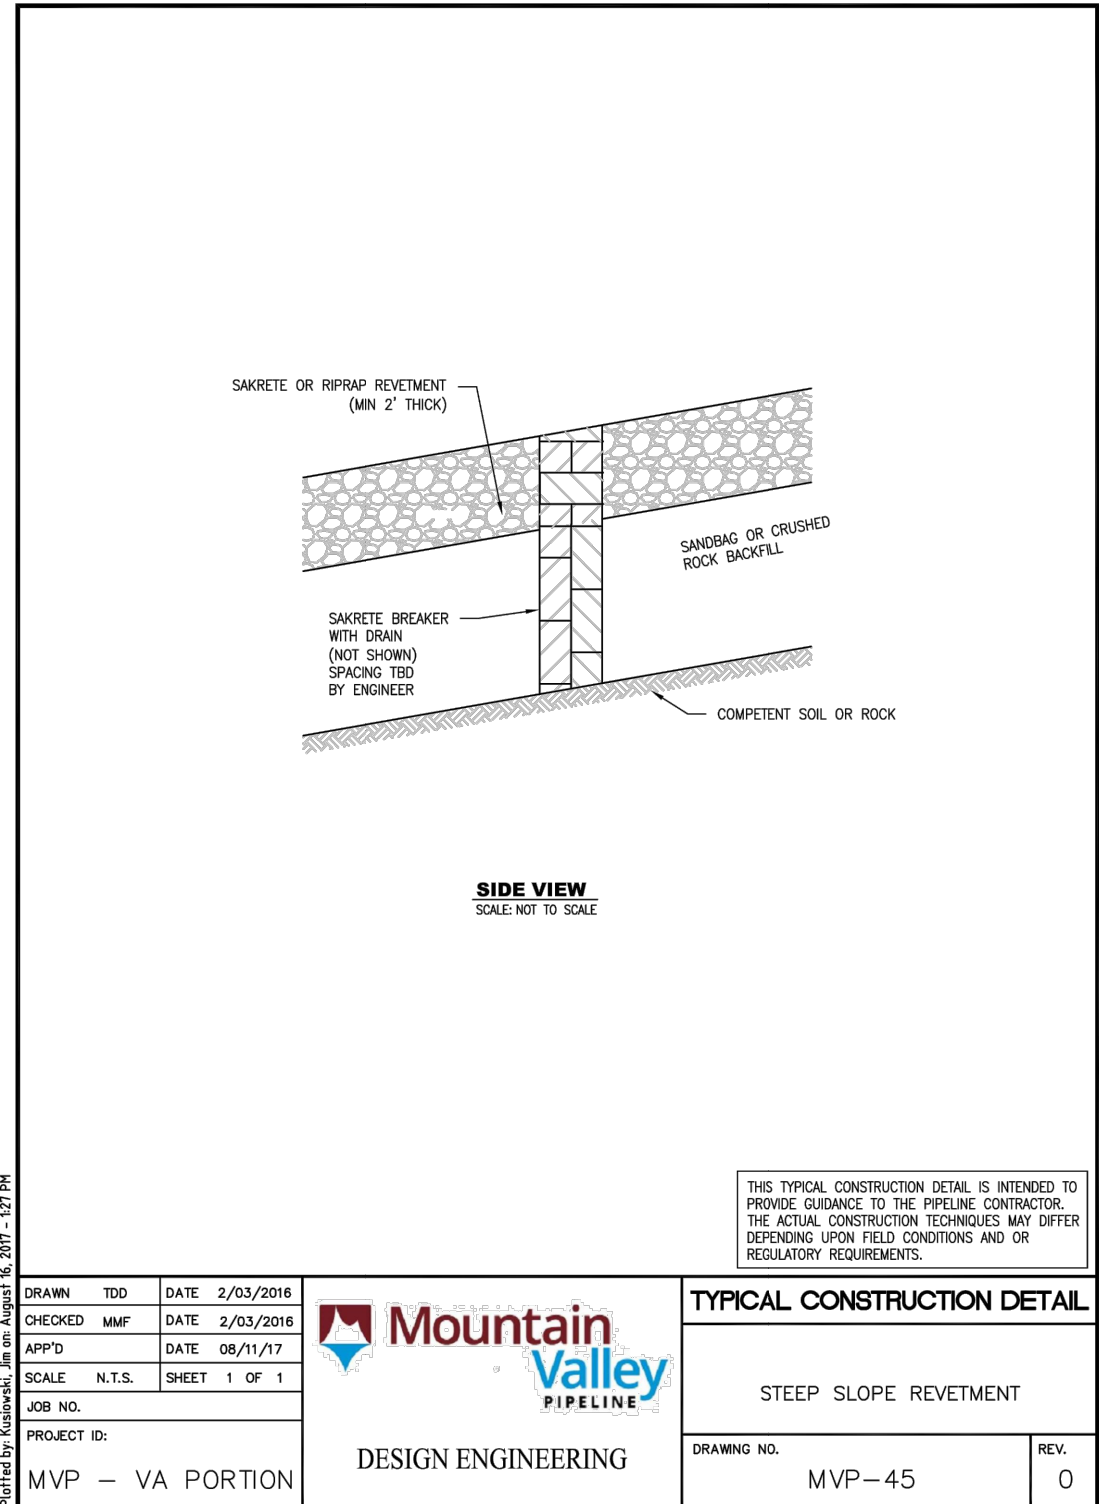 SAKRETE OR RIPRAP REVETMENT
(MIN 2' THICK)
SANDBAG OR CRUSHED
ROCK BACKFILL
SAKRETE BREAKER
WITH DRAIN
(NOT SHOWN)
SPACING TBD
BY ENGINEER
COMPETENT SOIL OR ROCK
SIDE VIEW
SCALE: NOT TO SCALE
THIS TYPICAL CONSTRUCTION DETAIL IS INTENDED TO
PROVIDE GUIDANCE TO THE PIPELINE CONTRACTOR.
THE ACTUAL CONSTRUCTION TECHNIQUES MAY DIFFER
DEPENDING UPON FIELD CONDITIONS AND OR
REGULATORY REQUIREMENTS.
Plotted by: Kuslowski, Jim on: August 16, 2017 - 1:27 PM
DRAWN TDD DATE 2/03/2016
CHECKED MMF DATE 2/03/2016
APP'D DATE 08/11/17
SCALE N.T.S. SHEET 1 OF 1
JOB NO.
PROJECT ID:
MVP - VA PORTION
Mountain
Valley
PIPELINE
DESIGN ENGINEERING
TYPICAL CONSTRUCTION DETAIL
STEEP SLOPE REVETMENT
DRAWING NO. REV.
MVP-45 0